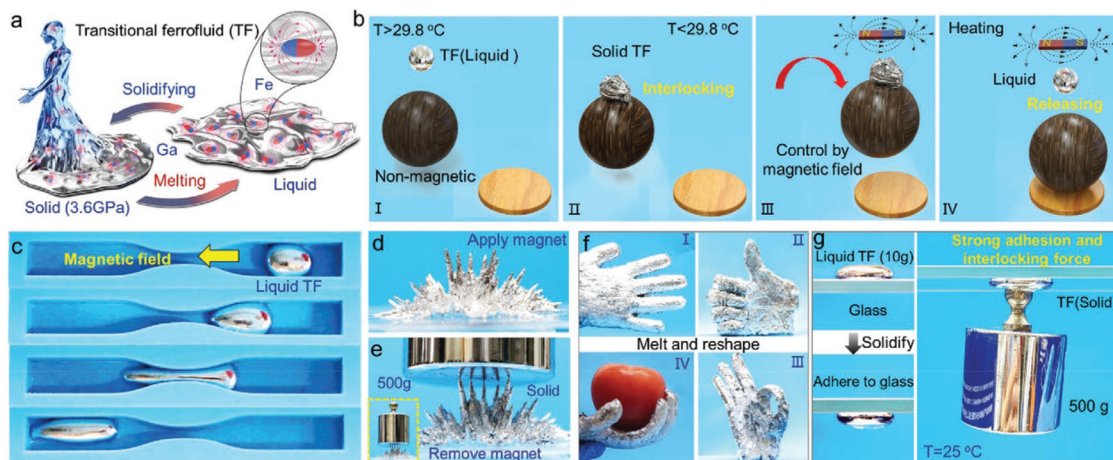 a
Transitional ferrofluid (TF)
Solidifying
Fe
Ga
Melting
Liquid
Solid (3.6GPa)
b
T>29.8 ºC
TF(Liquid )
Non-magnetic
I
T<29.8 ºC
Solid TF
Interlocking
II
N S
Control by
magnetic field
III
Heating
N S
Liquid
Releasing
IV
c
Magnetic field
Liquid TF
d
Apply magnet
e
500g
Solid
Remove magnet
f
I
II
Melt and reshape
IV
III
g
Liquid TF (10g)
Glass
Solidify
Adhere to glass
Strong adhesion and
interlocking force
TF(Solid
500 g
T=25 ºC